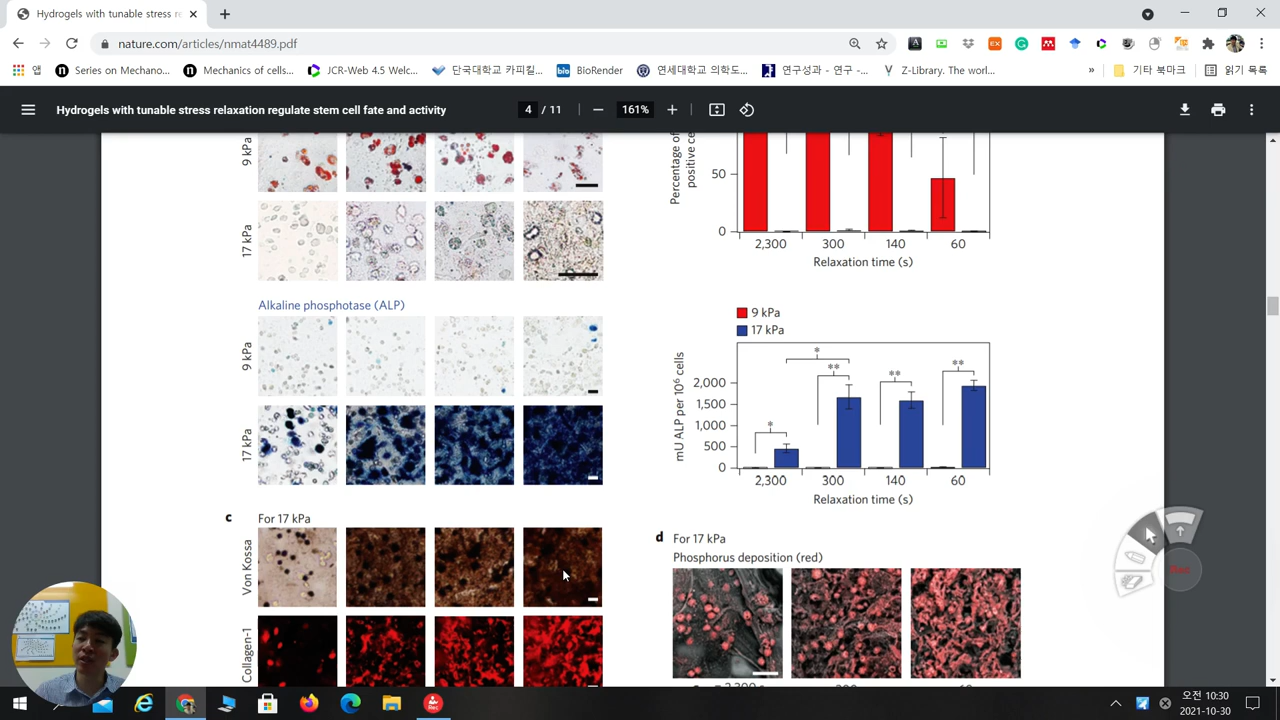 Hydrogels with tunable stress r
nature.com/articles/nmat4489.pdf
앱
Series on Mechano...
Mechanics of cells...
JCR-Web 4.5 Welc...
단국대학교 카피킬...
BioRender
연세대학교 의학도...
연구성과 - 연구 -...
Z-Library. The worl...
»
기타 북마크
읽기 목록
Hydrogels with tunable stress relaxation regulate stem cell fate and activity
4 / 11
161%
9 kPa
17 kPa
Alkaline phosphotase (ALP)
9 kPa
17 kPa
c For 17 kPa
Von Kossa
Collagen-1
Percentage of
positive ce
50
0
2,300 300 140 60
Relaxation time (s)
9 kPa
17 kPa
mU ALP per 10⁶ cells
2,000
1,500
1,000
500
0
* * ** ** **
2,300 300 140 60
Relaxation time (s)
d For 17 kPa
Phosphorus deposition (red)
오전 10:30
2021-10-30